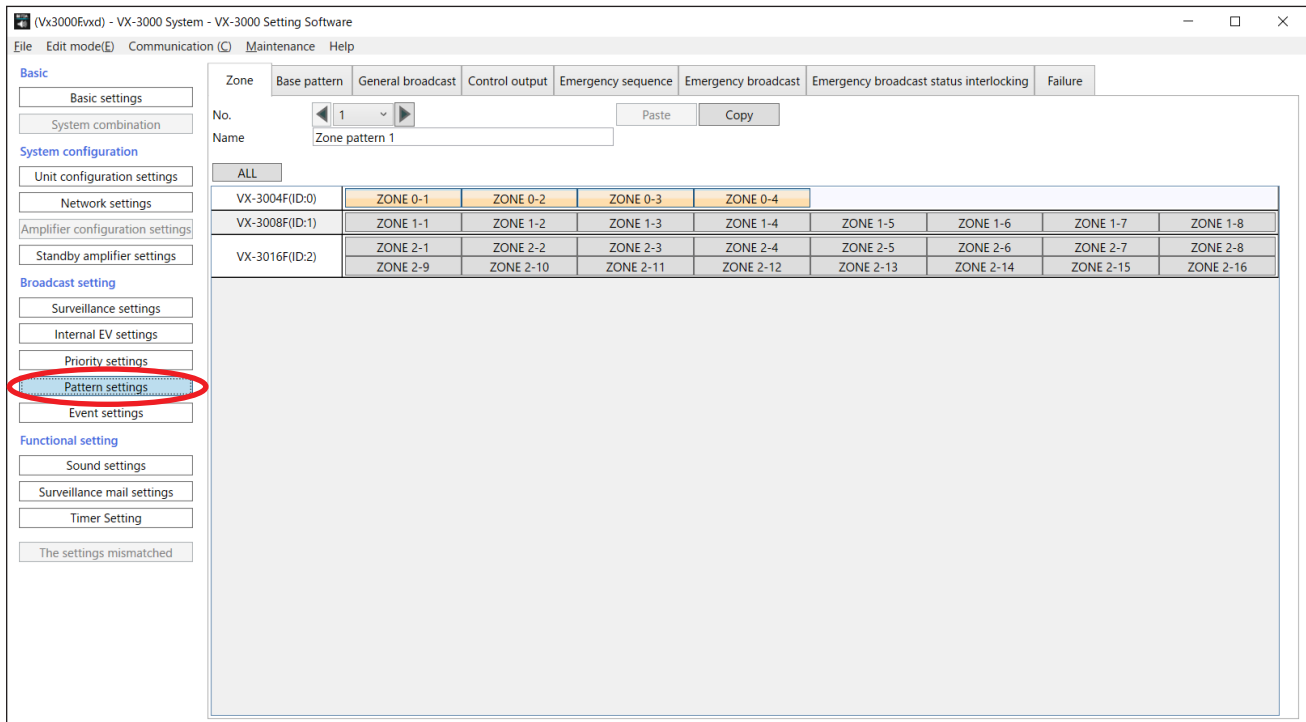 (Vx3000F.vxd) - VX-3000 System - VX-3000 Setting Software
File Edit mode(E) Communication (C) Maintenance Help
Basic
Basic settings
System combination
System configuration
Unit configuration settings
Network settings
Amplifier configuration settings
Standby amplifier settings
Broadcast setting
Surveillance settings
Internal EV settings
Priority settings
Pattern settings
Event settings
Functional setting
Sound settings
Surveillance mail settings
Timer Setting
The settings mismatched
Zone Base pattern General broadcast Control output Emergency sequence Emergency broadcast Emergency broadcast status interlocking Failure
No. 1 Paste Copy
Name Zone pattern 1
ALL
VX-3004F(ID:0) ZONE 0-1 ZONE 0-2 ZONE 0-3 ZONE 0-4
VX-3008F(ID:1) ZONE 1-1 ZONE 1-2 ZONE 1-3 ZONE 1-4 ZONE 1-5 ZONE 1-6 ZONE 1-7 ZONE 1-8
VX-3016F(ID:2) ZONE 2-1 ZONE 2-2 ZONE 2-3 ZONE 2-4 ZONE 2-5 ZONE 2-6 ZONE 2-7 ZONE 2-8
ZONE 2-9 ZONE 2-10 ZONE 2-11 ZONE 2-12 ZONE 2-13 ZONE 2-14 ZONE 2-15 ZONE 2-16